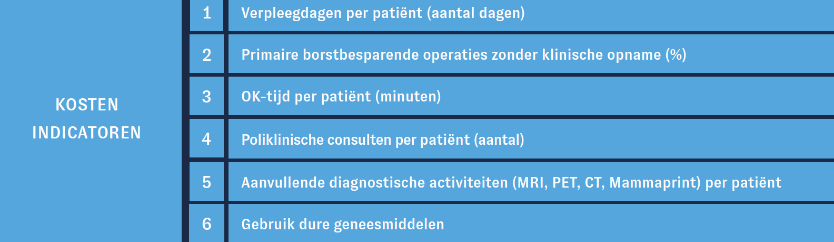 KOSTEN
INDICATOREN
1 Verpleegdagen per patiënt (aantal dagen)
2 Primaire borstbesparende operaties zonder klinische opname (%)
3 OK-tijd per patiënt (minuten)
4 Poliklinische consulten per patiënt (aantal)
5 Aanvullende diagnostische activiteiten (MRI, PET, CT, Mammaprint) per patiënt
6 Gebruik dure geneesmiddelen